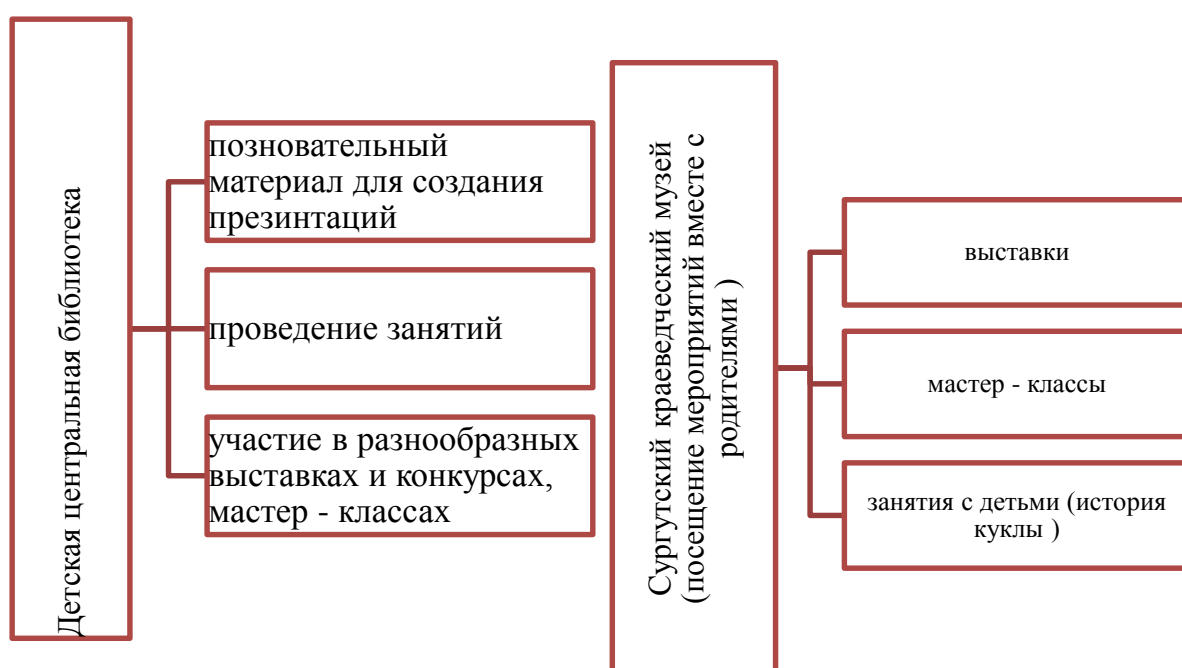 Детская центральная библиотека
позновательный
материал для создания
презинтаций
проведение занятий
участие в разнообразных
выставках и конкурсах,
мастер - классах
Сургутский краеведческий музей
(посещение мероприятий вместе с
родителями )
выставки
мастер - классы
занятия с детьми (история
куклы )